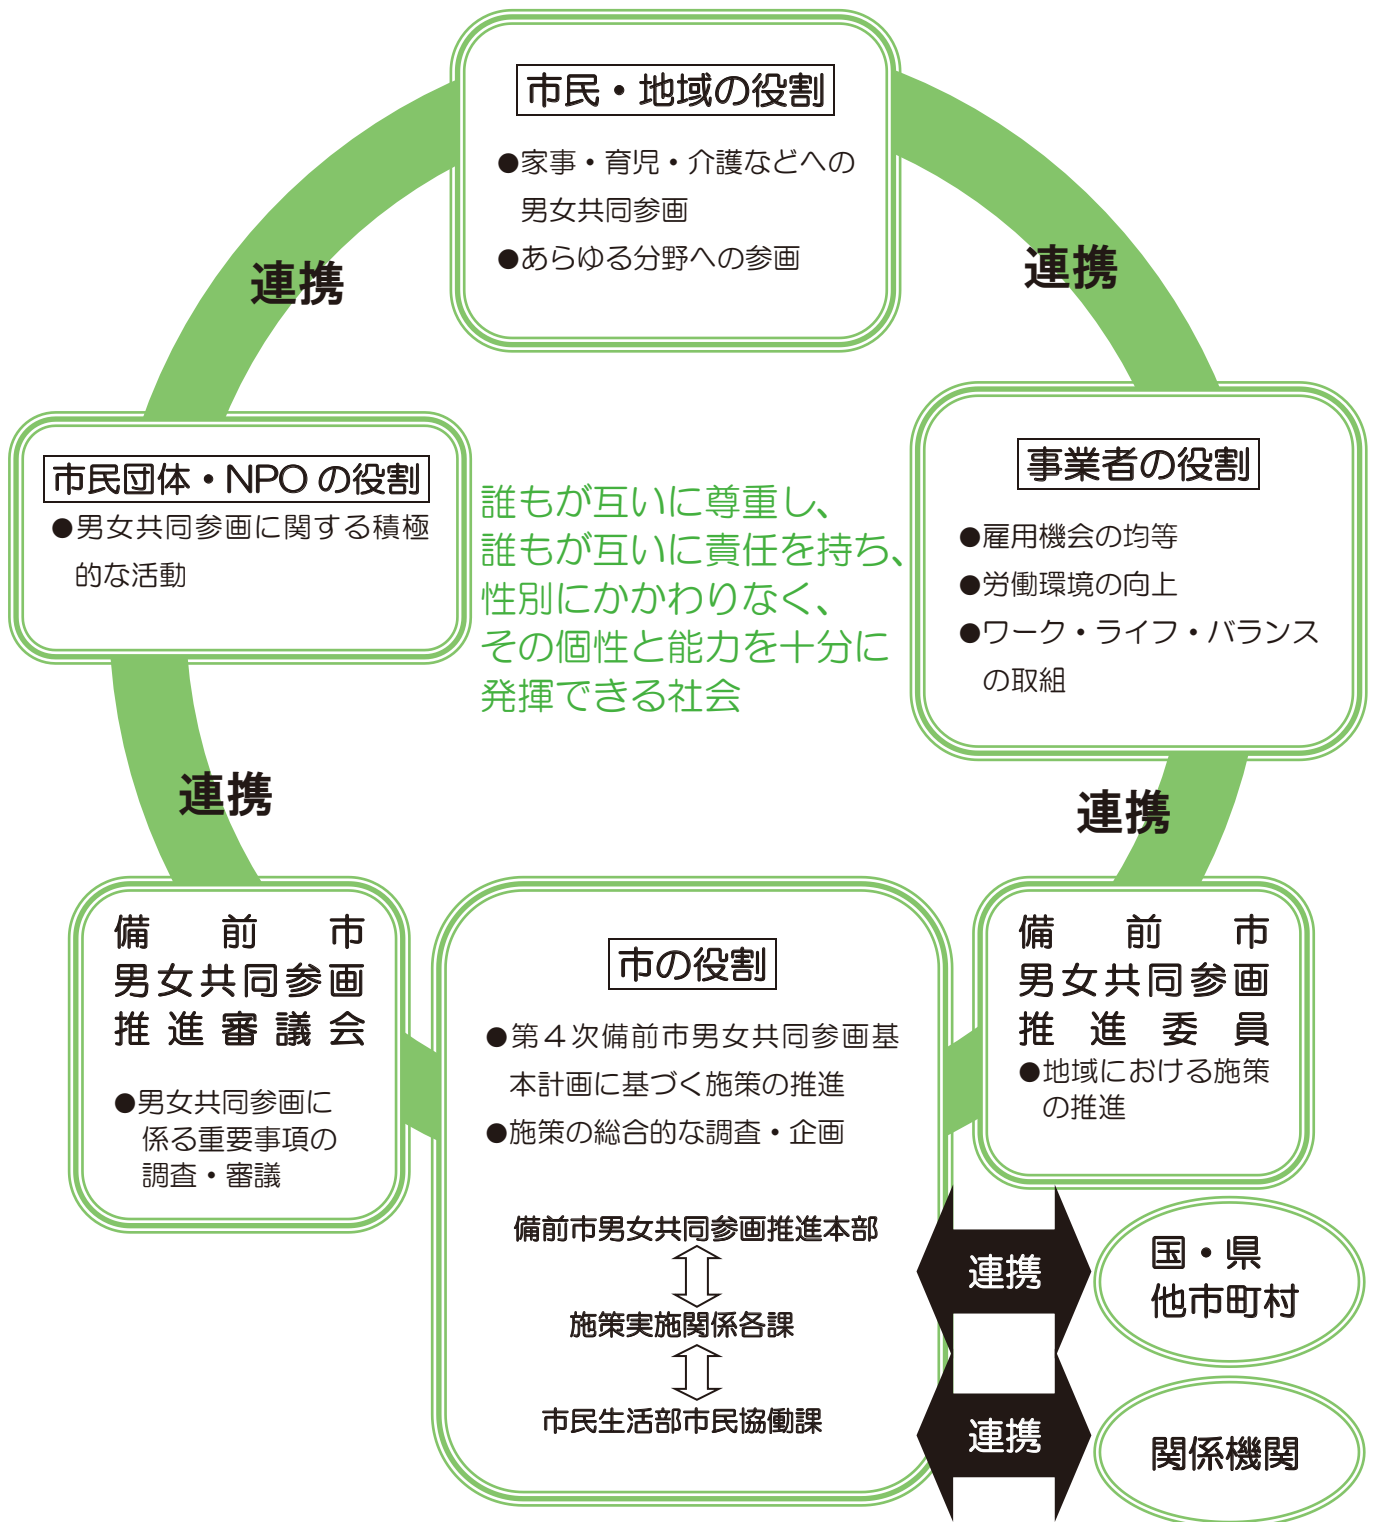 市民・地域の役割
●家事・育児・介護などへの
男女共同参画
●あらゆる分野への参画
連携
連携
市民団体・NPOの役割
●男女共同参画に関する積極
的な活動
誰もが互いに尊重し、
誰もが互いに責任を持ち、
性別にかかわりなく、
その個性と能力を十分に
発揮できる社会
事業者の役割
●雇用機会の均等
●労働環境の向上
●ワーク・ライフ・バランス
の取組
連携
連携
備前市
男女共同参画
推進審議会
●男女共同参画に
係る重要事項の
調査・審議
市の役割
●第4次備前市男女共同参画基
本計画に基づく施策の推進
●施策の総合的な調査・企画
備前市男女共同参画推進本部
施策実施関係各課
市民生活部市民協働課
備前市
男女共同参画
推進委員
●地域における施策
の推進
連携
国・県
他市町村
連携
関係機関